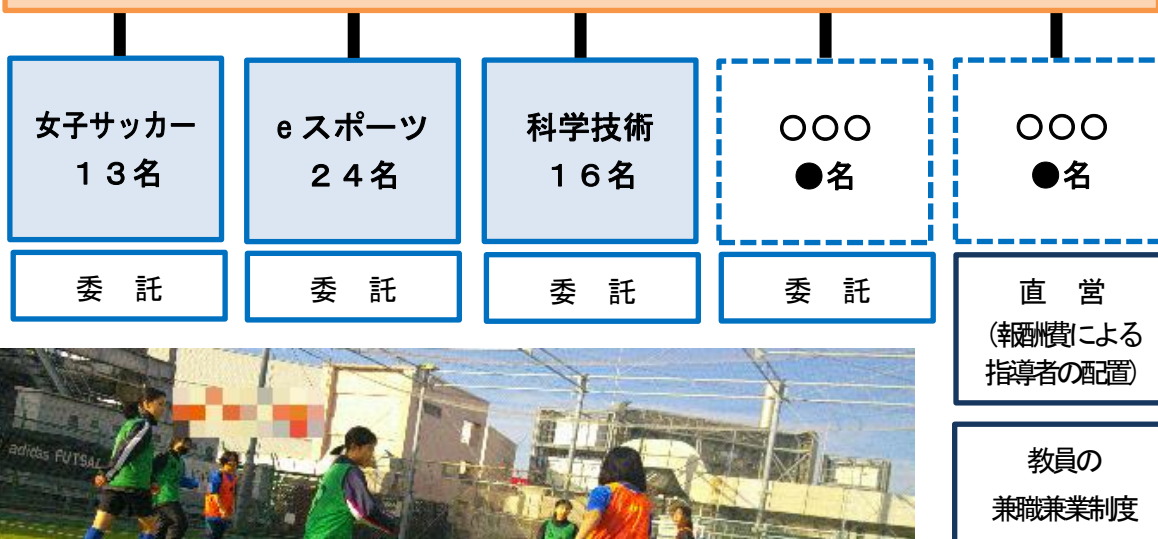 女子サッカー
１３名
eスポーツ
２４名
科学技術
１６名
○○○
●名
○○○
●名
委　託
委　託
委　託
委　託
直　営
（報酬費による
指導者の配置）
教員の
兼職兼業制度
adidas FUTSAL